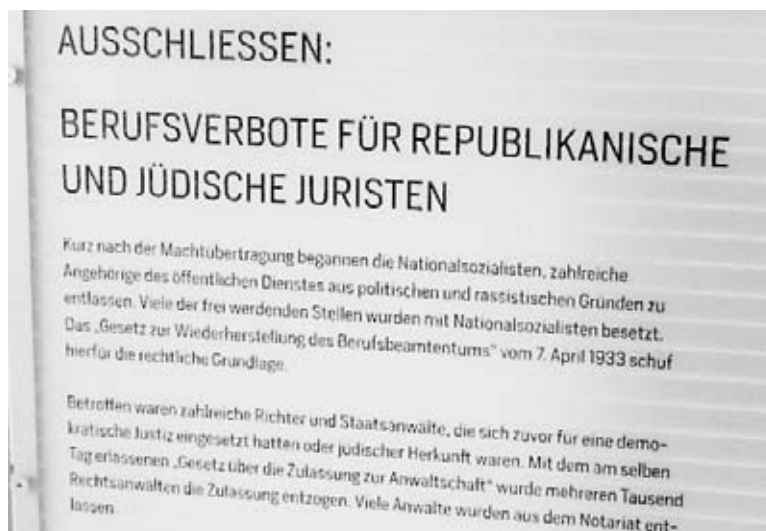 AUSSCHLIESSEN:
BERUFSVERBOTE FÜR REPUBLIKANISCHE
UND JÜDISCHE JURISTEN
Kurz nach der Machtübertragung begannen die Nationalsozialisten, zahlreiche
Angehörige des öffentlichen Dienstes aus politischen und rassistischen Gründen zu
entlassen. Viele der frei werdenden Stellen wurden mit Nationalsozialisten besetzt.
Das „Gesetz zur Wiederherstellung des Berufsbeamtentums“ vom 7. April 1933 schuf
hierfür die rechtliche Grundlage.
Betroffen waren zahlreiche Richter und Staatsanwälte, die sich zuvor für eine demo-
kratische Justiz eingesetzt hatten oder jüdischer Herkunft waren. Mit dem am selben
Tag erlassenen „Gesetz über die Zulassung zur Anwaltschaft“ wurde mehreren Tausend
Rechtsanwälten die Zulassung entzogen. Viele Anwälte wurden aus dem Notariat ent-
lassen.